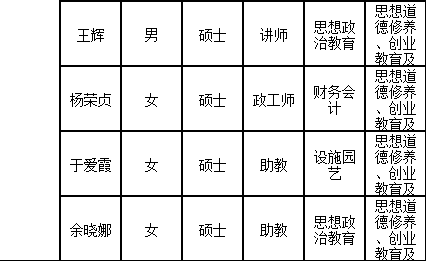 王辉 男 硕士 讲师 思想政治教育 思想道德修养、创业教育及
杨荣贞 女 硕士 政工师 财务会计 思想道德修养、创业教育及
于爱霞 女 硕士 助教 设施园艺 思想道德修养、创业教育及
余晓娜 女 硕士 助教 思想政治教育 思想道德修养、创业教育及